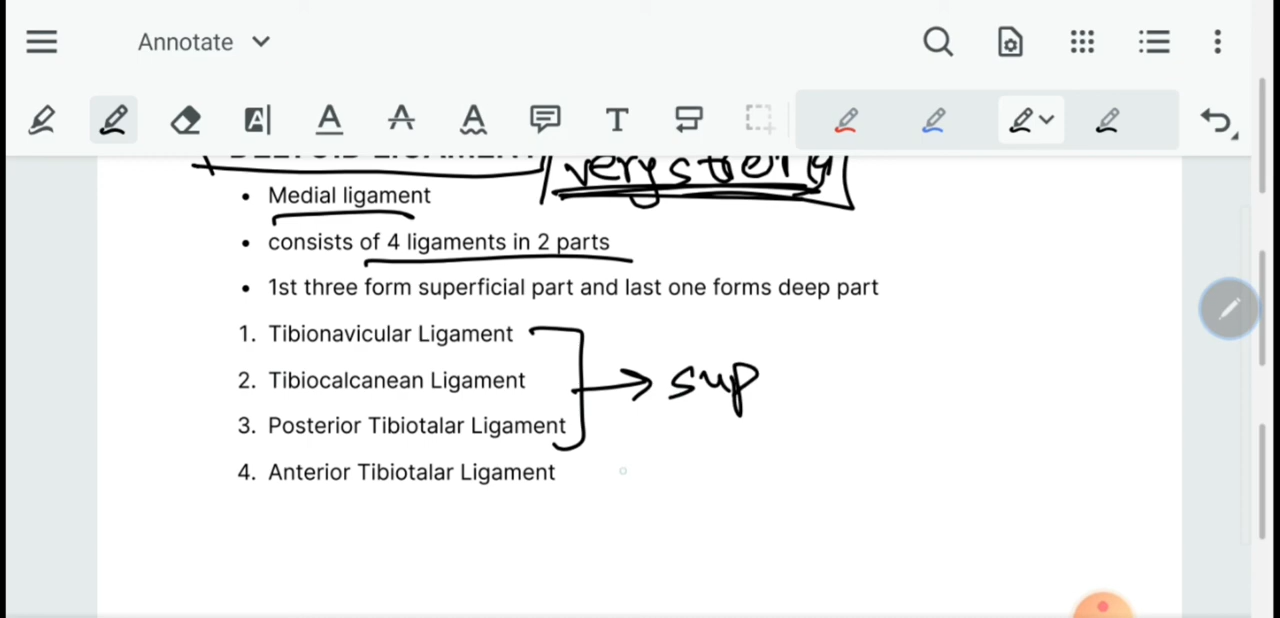 Annotate
DELTOID LIGAMENT
very strong
• Medial ligament
• consists of 4 ligaments in 2 parts
• 1st three form superficial part and last one forms deep part
1. Tibionavicular Ligament
2. Tibiocalcanean Ligament
3. Posterior Tibiotalar Ligament
→ sup
4. Anterior Tibiotalar Ligament